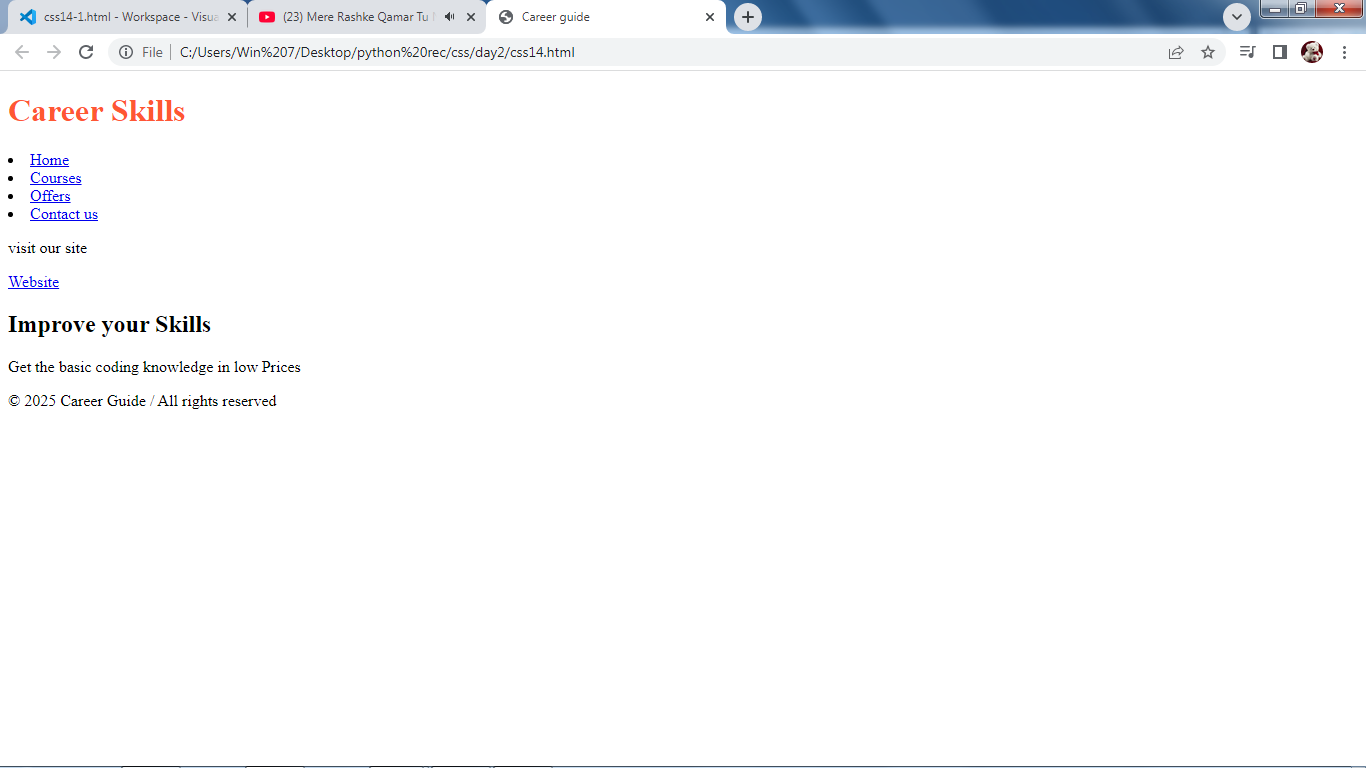 css14-1.html - Workspace - Visua
(23) Mere Rashke Qamar Tu
Career guide
File
C:/Users/Win%207/Desktop/python%20rec/css/day2/css14.html
Career Skills
Home
Courses
Offers
Contact us
visit our site
Website
Improve your Skills
Get the basic coding knowledge in low Prices
© 2025 Career Guide / All rights reserved